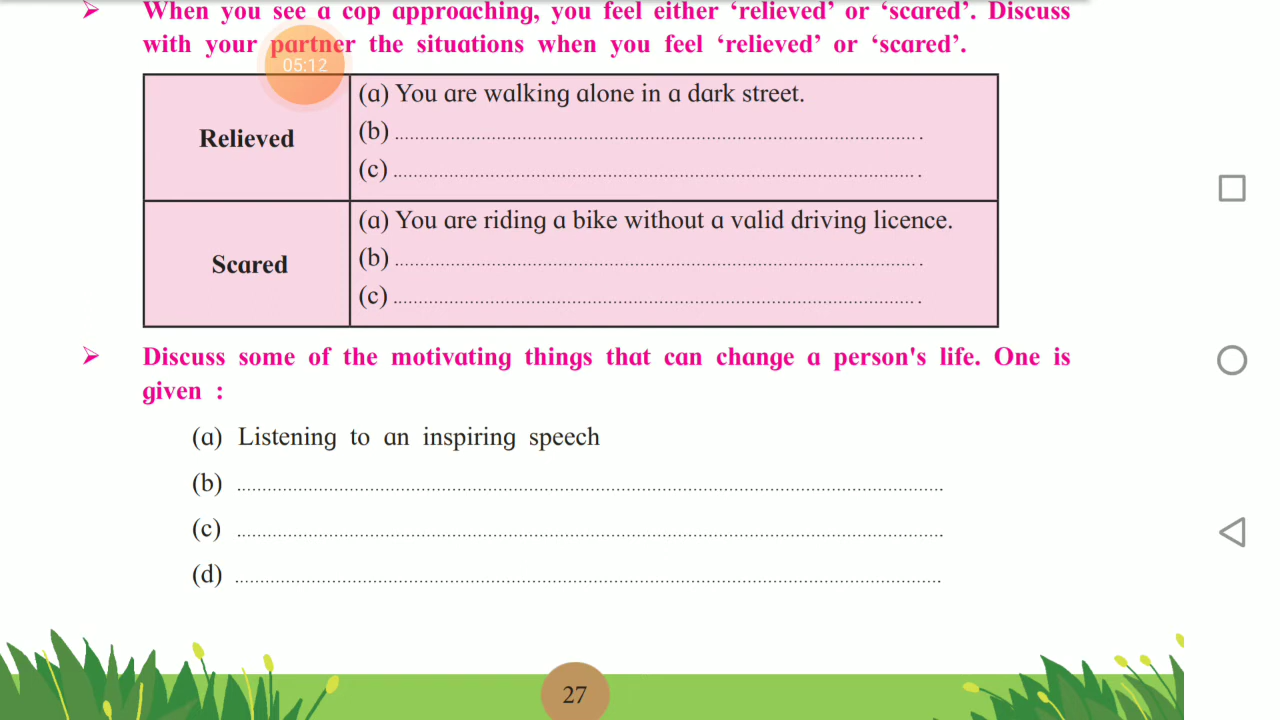 ➢ When you see a cop approaching, you feel either ‘relieved’ or ‘scared’. Discuss
with your partner the situations when you feel ‘relieved’ or ‘scared’.
05:12
Relieved
(a) You are walking alone in a dark street.
(b) ........................................................ .
(c) ........................................................ .
Scared
(a) You are riding a bike without a valid driving licence.
(b) ........................................................ .
(c) ........................................................ .
➢ Discuss some of the motivating things that can change a person's life. One is
given :
(a) Listening to an inspiring speech
(b) ........................................................
(c) ........................................................
(d) ........................................................
27